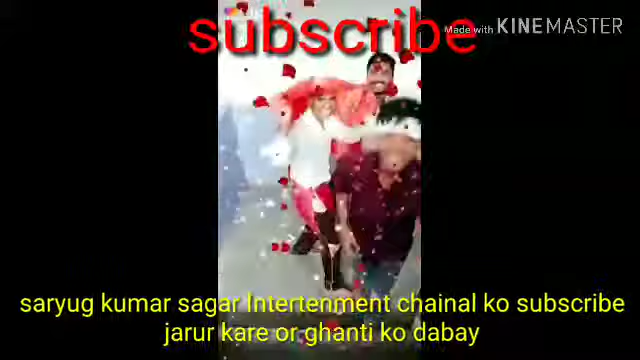 subscribe
Made with KINEMASTER
saryug kumar sagar Intertenment chainal ko subscribe
jarur kare or ghanti ko dabay